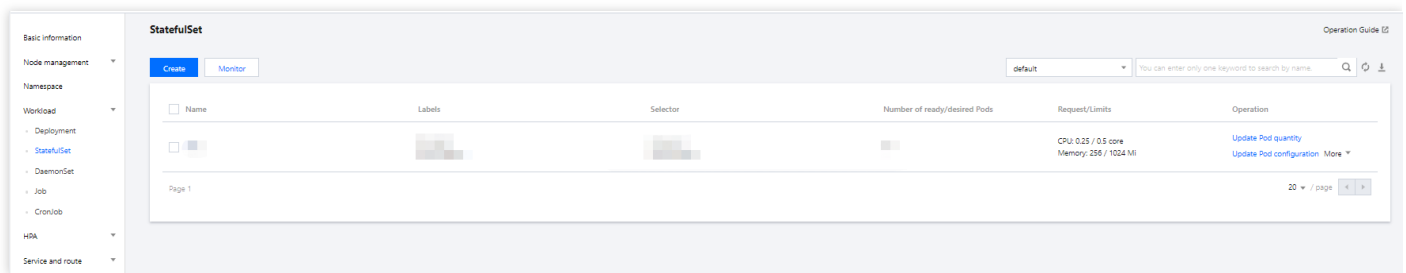 StatefulSet
Operation Guide
Basic information
Node management
Namespace
Workload
Deployment
StatefulSet
DaemonSet
Job
CronJob
HPA
Service and route
Create
Monitor
default
You can enter only one keyword to search by name.
Name
Labels
Selector
Number of ready/desired Pods
Request/Limits
Operation
CPU: 0.25 / 0.5 core
Memory: 256 / 1024 Mi
Update Pod quantity
Update Pod configuration More
Page 1
20 / page